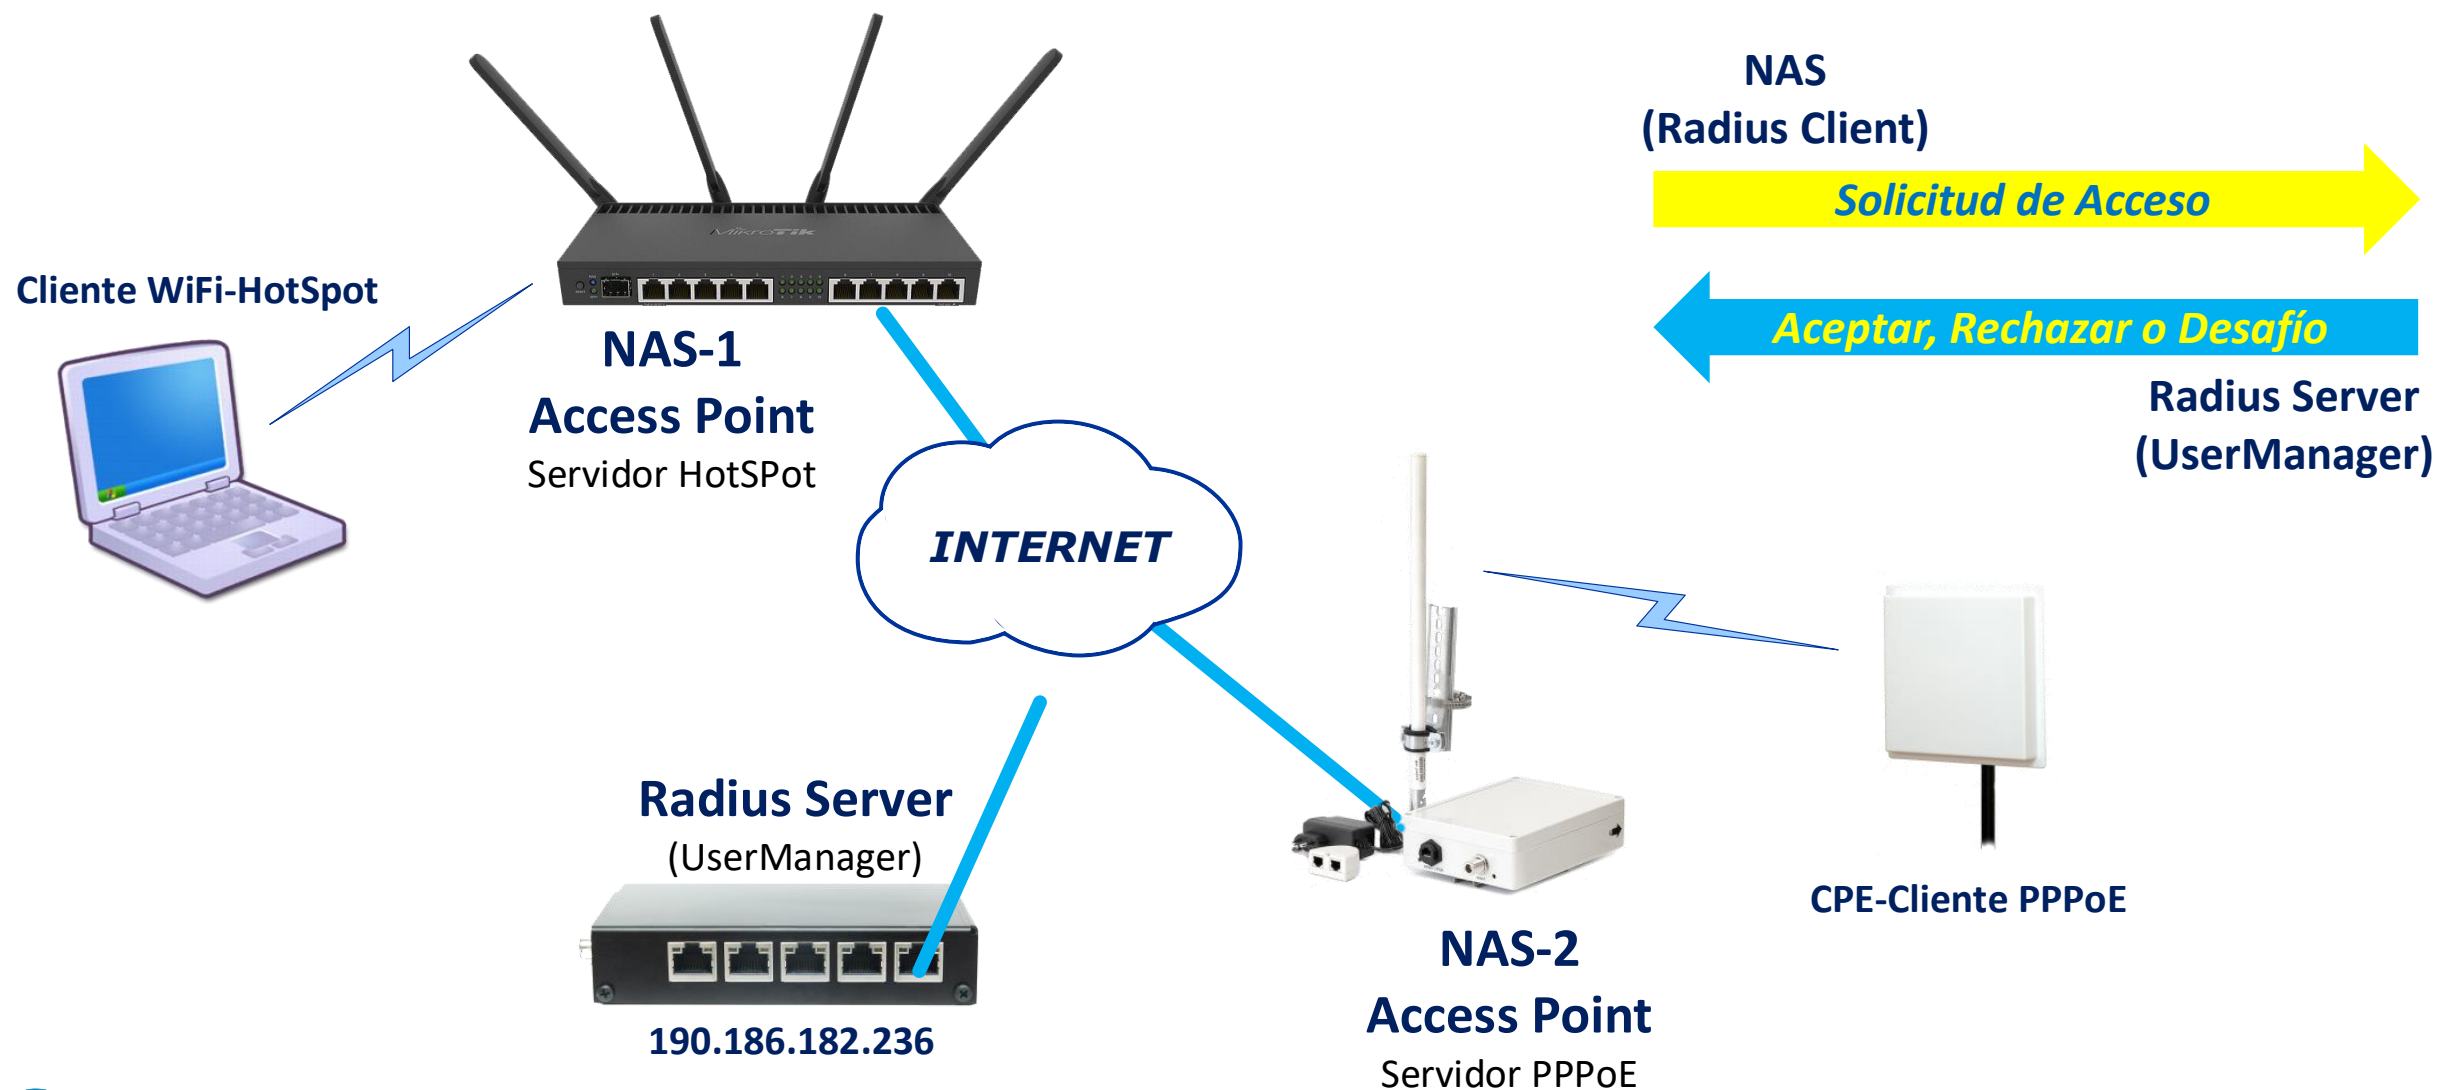 NAS
(Radius Client)
Solicitud de Acceso
Aceptar, Rechazar o Desafío
Radius Server
(UserManager)
MikroTik
Cliente WiFi-HotSpot
NAS-1
Access Point
Servidor HotSPot
INTERNET
Radius Server
(UserManager)
190.186.182.236
CPE-Cliente PPPoE
NAS-2
Access Point
Servidor PPPoE